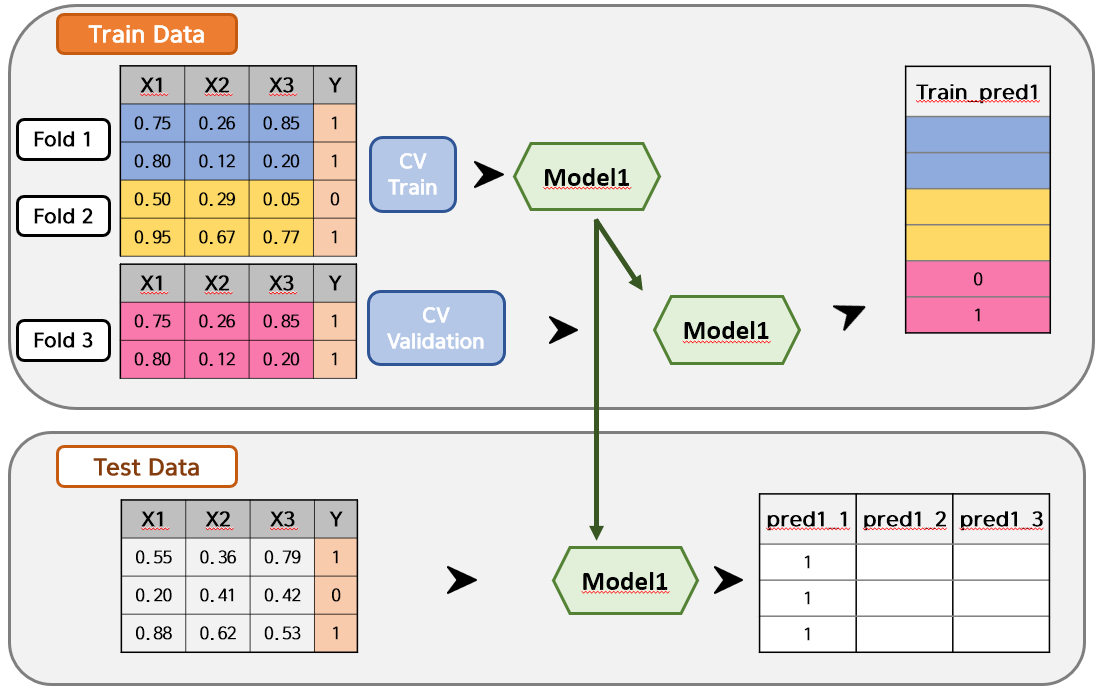 Train Data
X1 X2 X3 Y
Fold 1
0.75 0.26 0.85 1
0.80 0.12 0.20 1
Fold 2
0.50 0.29 0.05 0
0.95 0.67 0.77 1
CV
Train
Model1
X1 X2 X3 Y
Fold 3
0.75 0.26 0.85 1
0.80 0.12 0.20 1
CV
Validation
Model1
Train_pred1
0
1
Test Data
X1 X2 X3 Y
0.55 0.36 0.79 1
0.20 0.41 0.42 0
0.88 0.62 0.53 1
Model1
pred1_1 pred1_2 pred1_3
1
1
1